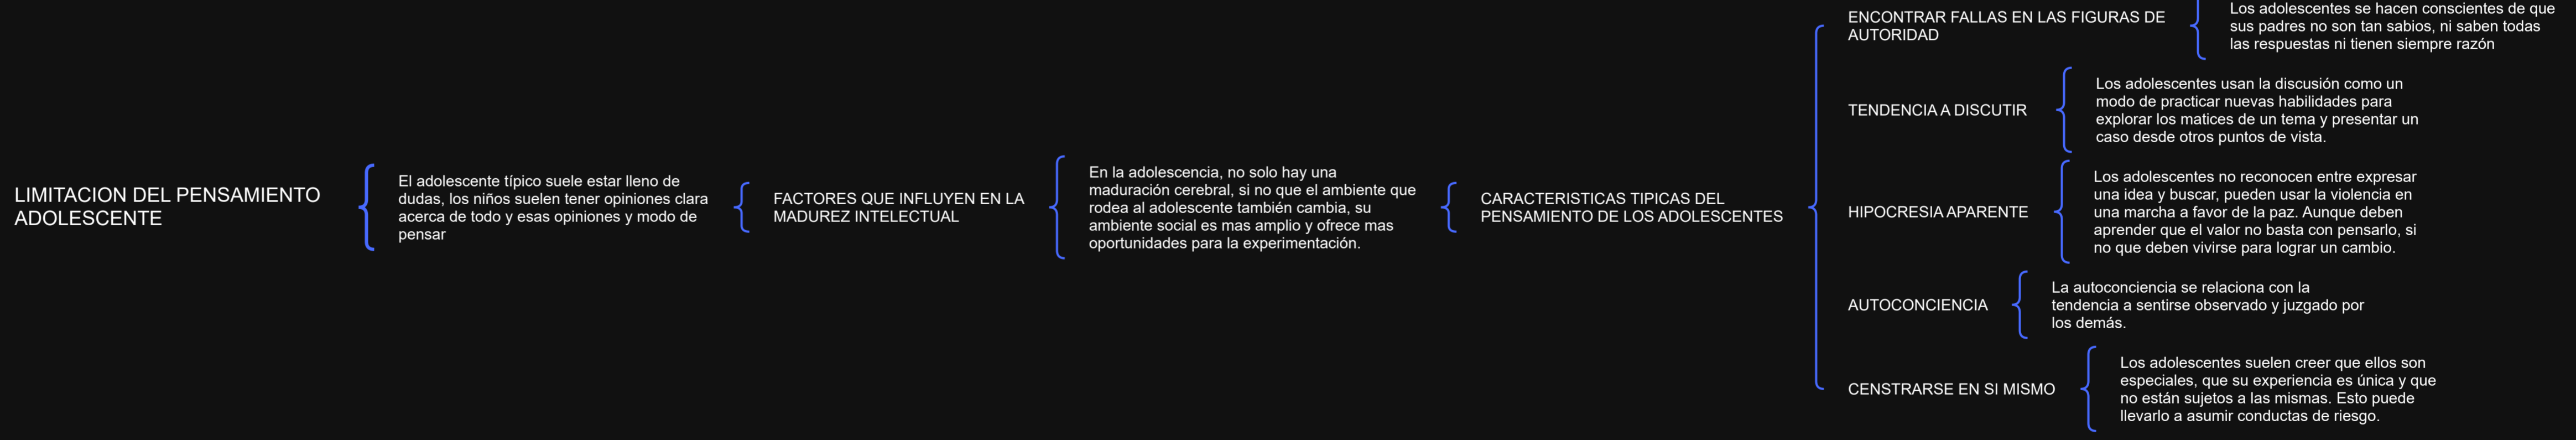 LIMITACION DEL PENSAMIENTO
ADOLESCENTE
El adolescente típico suele estar lleno de
dudas, los niños suelen tener opiniones clara
acerca de todo y esas opiniones y modo de
pensar
FACTORES QUE INFLUYEN EN LA
MADUREZ INTELECTUAL
En la adolescencia, no solo hay una
maduración cerebral, si no que el ambiente que
rodea al adolescente también cambia, su
ambiente social es mas amplio y ofrece mas
oportunidades para la experimentación.
CARACTERISTICAS TIPICAS DEL
PENSAMIENTO DE LOS ADOLESCENTES
ENCONTRAR FALLAS EN LAS FIGURAS DE
AUTORIDAD
Los adolescentes se hacen conscientes de que
sus padres no son tan sabios, ni saben todas
las respuestas ni tienen siempre razón
TENDENCIA A DISCUTIR
Los adolescentes usan la discusión como un
modo de practicar nuevas habilidades para
explorar los matices de un tema y presentar un
caso desde otros puntos de vista.
HIPOCRESIA APARENTE
Los adolescentes no reconocen entre expresar
una idea y buscar, pueden usar la violencia en
una marcha a favor de la paz. Aunque deben
aprender que el valor no basta con pensarlo, si
no que deben vivirse para lograr un cambio.
AUTOCONCIENCIA
La autoconciencia se relaciona con la
tendencia a sentirse observado y juzgado por
los demás.
CENSTRARSE EN SI MISMO
Los adolescentes suelen creer que ellos son
especiales, que su experiencia es única y que
no están sujetos a las mismas. Esto puede
llevarlo a asumir conductas de riesgo.